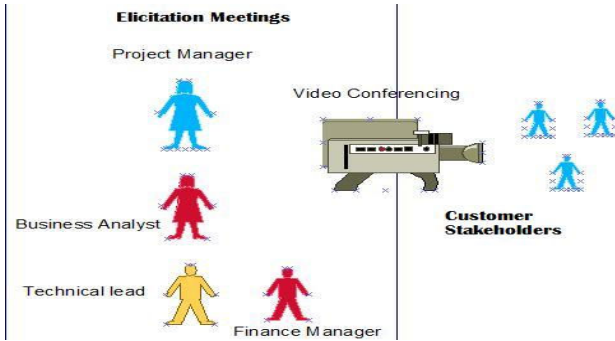 Elicitation Meetings
Project Manager
Video Conferencing
Business Analyst
Customer
Stakeholders
Technical lead
Finance Manager